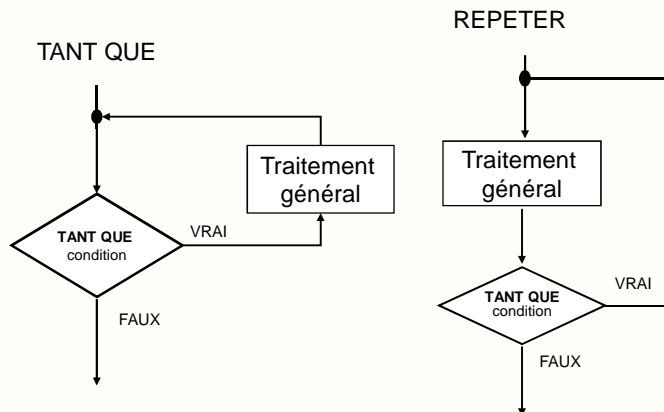 TANT QUE
Traitement
général
TANT QUE
condition
VRAI
FAUX
REPETER
Traitement
général
TANT QUE
condition
VRAI
FAUX